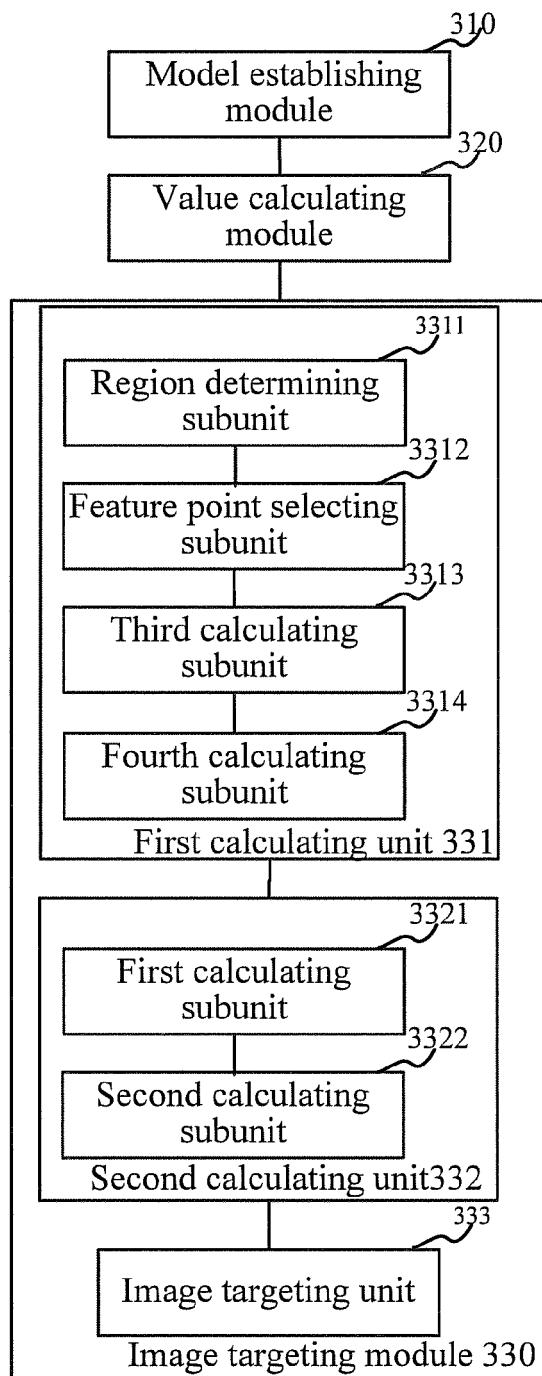 310
Model establishing
module
320
Value calculating
module
3311
Region determining
subunit
3312
Feature point selecting
subunit
3313
Third calculating
subunit
3314
Fourth calculating
subunit
First calculating unit 331
3321
First calculating
subunit
3322
Second calculating
subunit
Second calculating unit332
333
Image targeting unit
Image targeting module 330